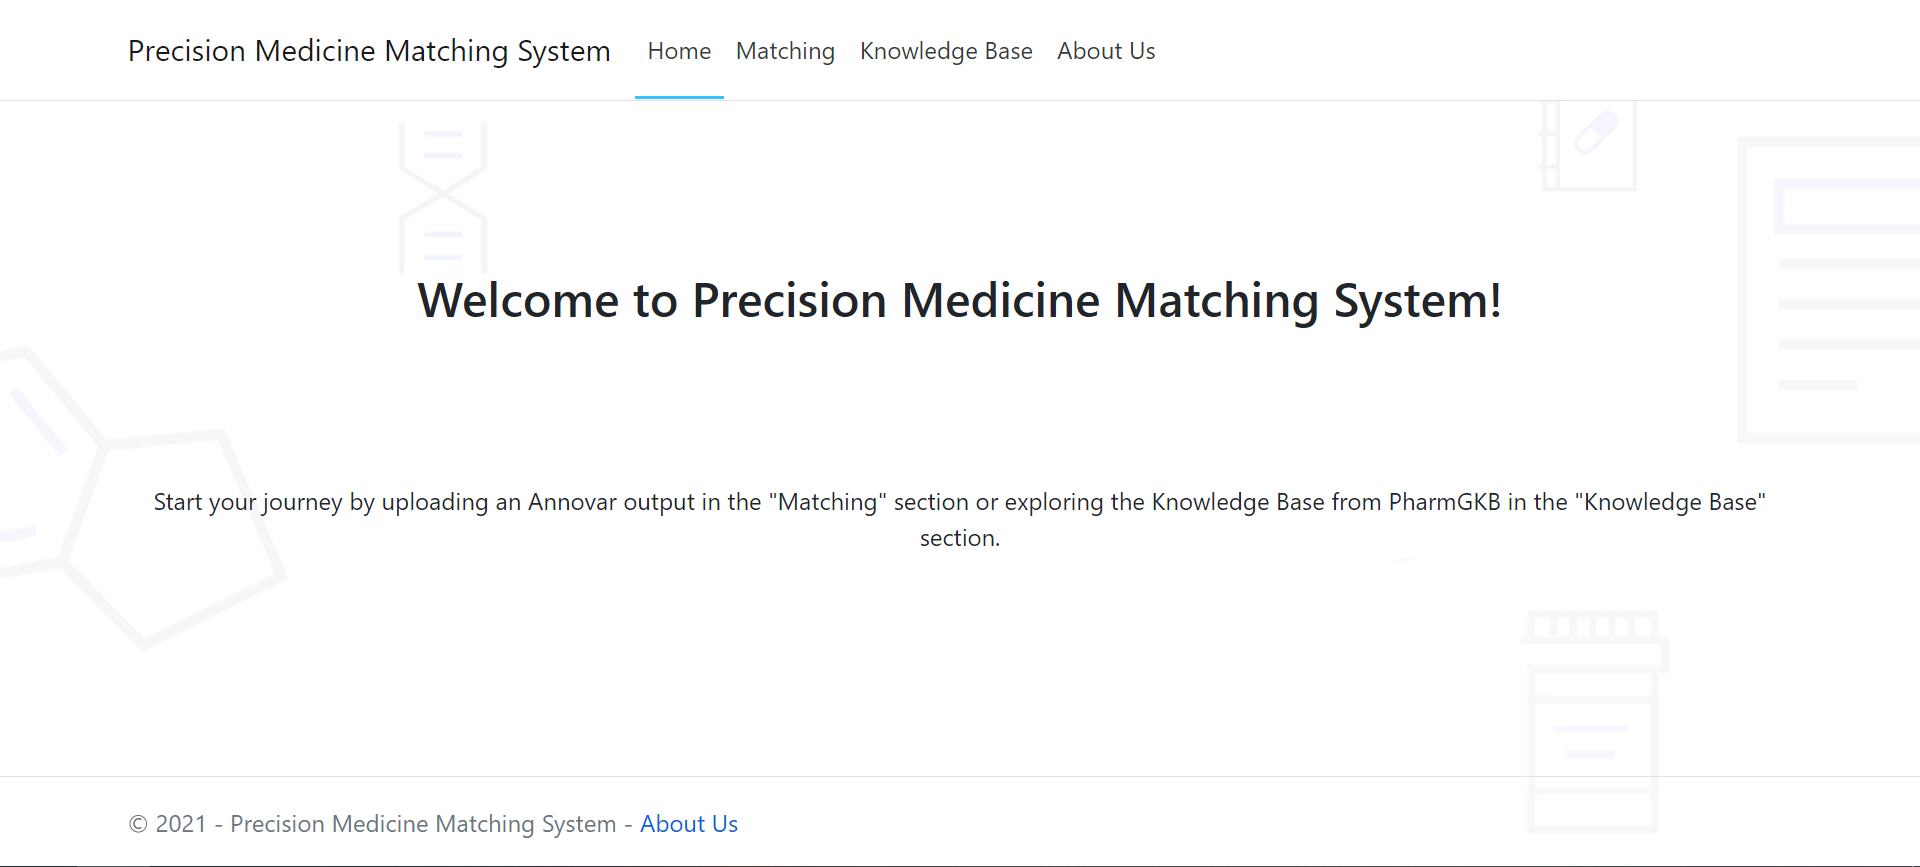 Precision Medicine Matching System Home Matching Knowledge Base About Us
Welcome to Precision Medicine Matching System!
Start your journey by uploading an Annovar output in the "Matching" section or exploring the Knowledge Base from PharmGKB in the "Knowledge Base"
section.
© 2021 - Precision Medicine Matching System - About Us